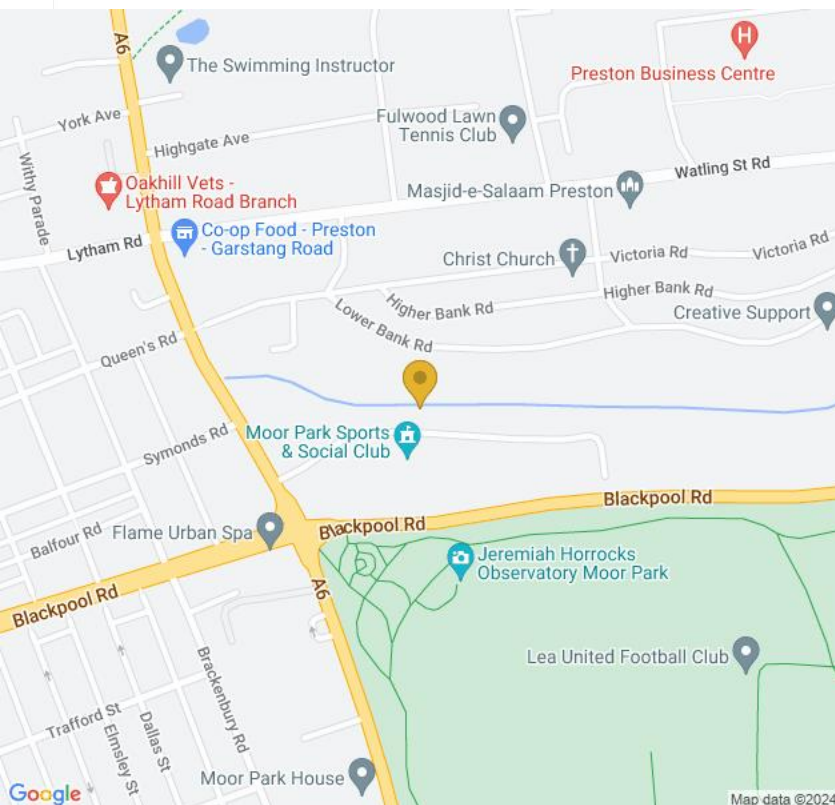 A6
The Swimming Instructor
H
Preston Business Centre
York Ave
Fulwood Lawn
Tennis Club
Highgate Ave
Withy Parade
Oakhill Vets -
Lytham Road Branch
Masjid-e-Salaam Preston
Watling St Rd
Lytham Rd
Co-op Food - Preston
- Garstang Road
Christ Church
Victoria Rd
Victoria Rd
Higher Bank Rd
Higher Bank Rd
Lower Bank Rd
Creative Support
Queen's Rd
Symonds Rd
Moor Park Sports
& Social Club
Blackpool Rd
Blackpool Rd
Balfour Rd
Flame Urban Spa
Jeremiah Horrocks
Observatory Moor Park
A6
Blackpool Rd
Lea United Football Club
Brackenbury Rd
Trafford St
Dallas St
Elmsley St
Moor Park House
Google
Map data ©2024